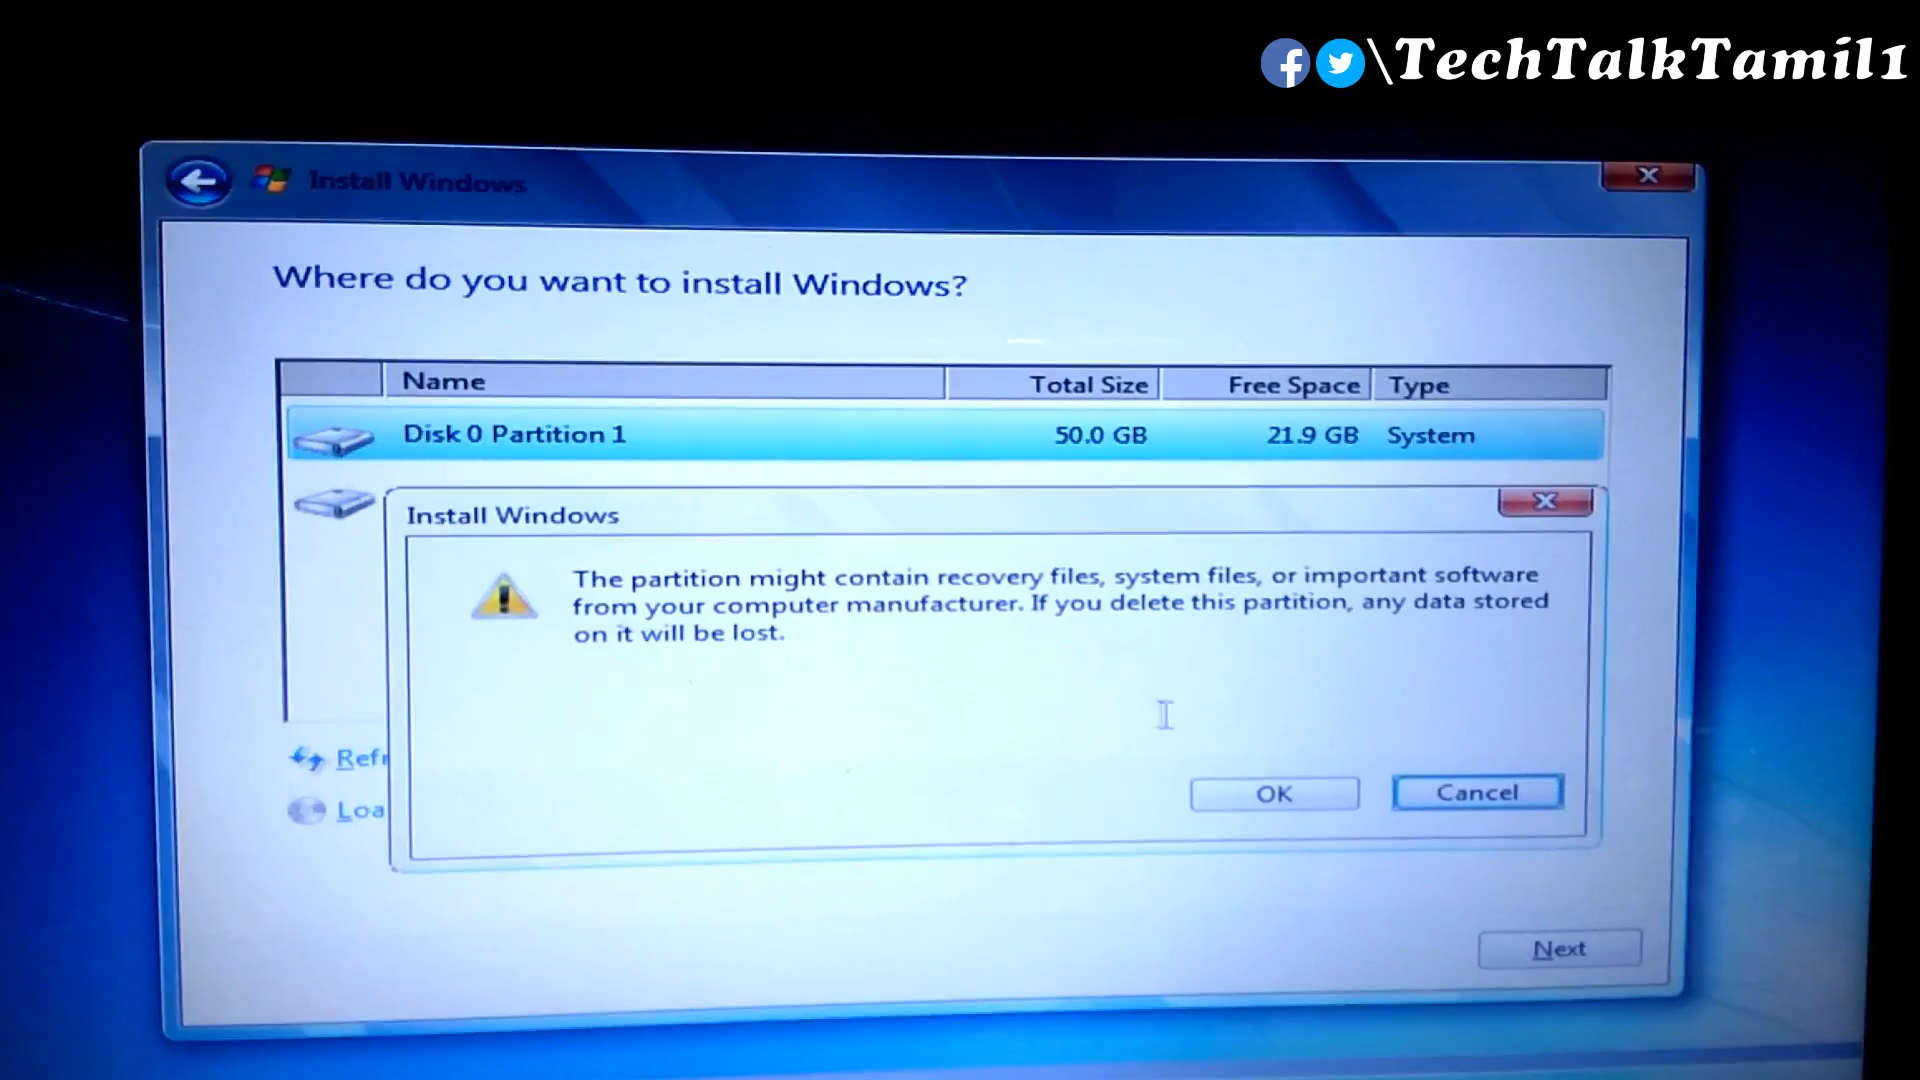 \TechTalkTamil1
Install Windows
Where do you want to install Windows?
Name Total Size Free Space Type
Disk 0 Partition 1 50.0 GB 21.9 GB System
Install Windows
The partition might contain recovery files, system files, or important software
from your computer manufacturer. If you delete this partition, any data stored
on it will be lost.
Refr
Loa
OK Cancel
Next